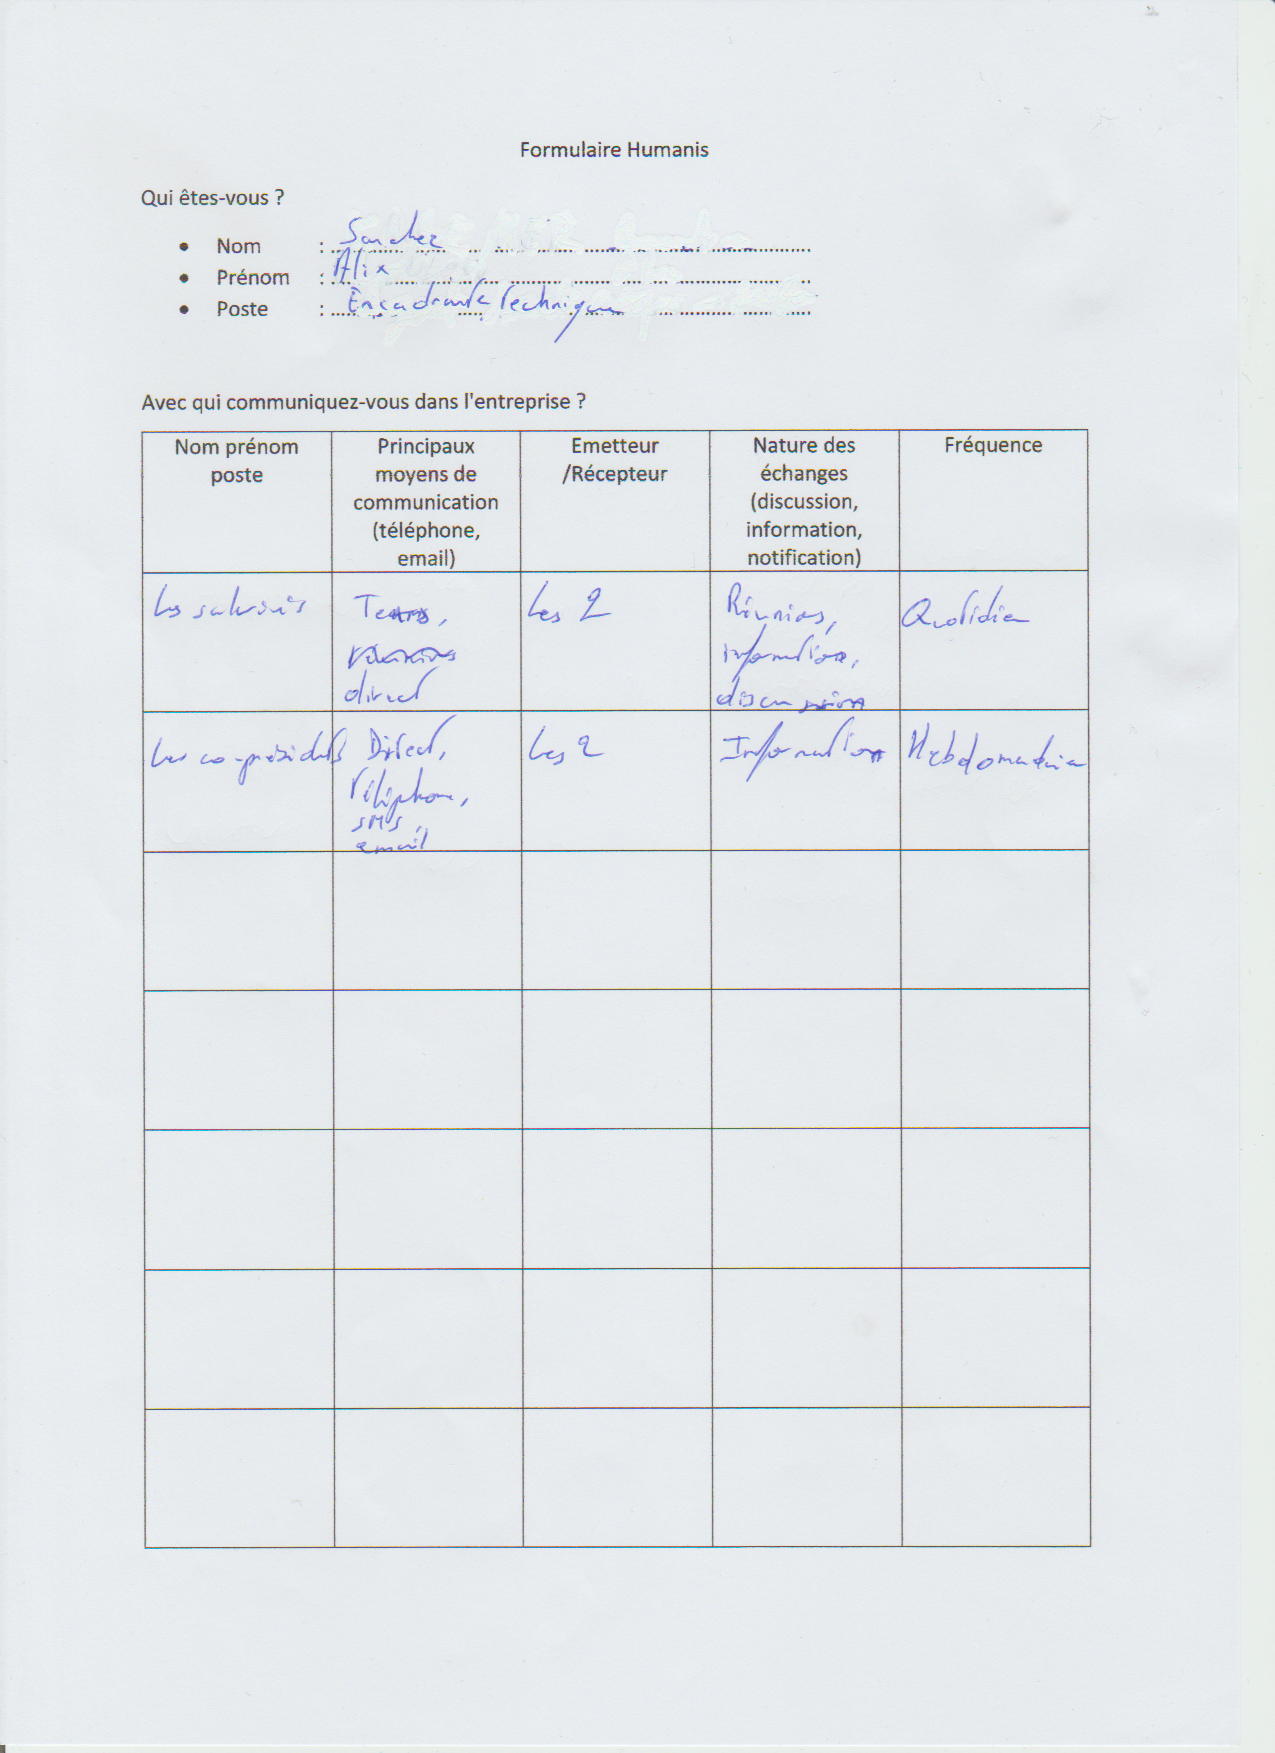 Formulaire Humanis
Qui êtes-vous ?
• Nom : Sanchez
• Prénom : Alix
• Poste : Encadrante Technique
Avec qui communiquez-vous dans l'entreprise ?
Nom prénom poste
Principaux moyens de communication (téléphone, email)
Emetteur /Récepteur
Nature des échanges (discussion, information, notification)
Fréquence
Les salariés
Teams,
direct
Les 2
Réunions,
information,
discussion
Quotidien
Les co-présidents
Direct,
Téléphone,
SMS,
email
Les 2
Information
Hebdomadaire